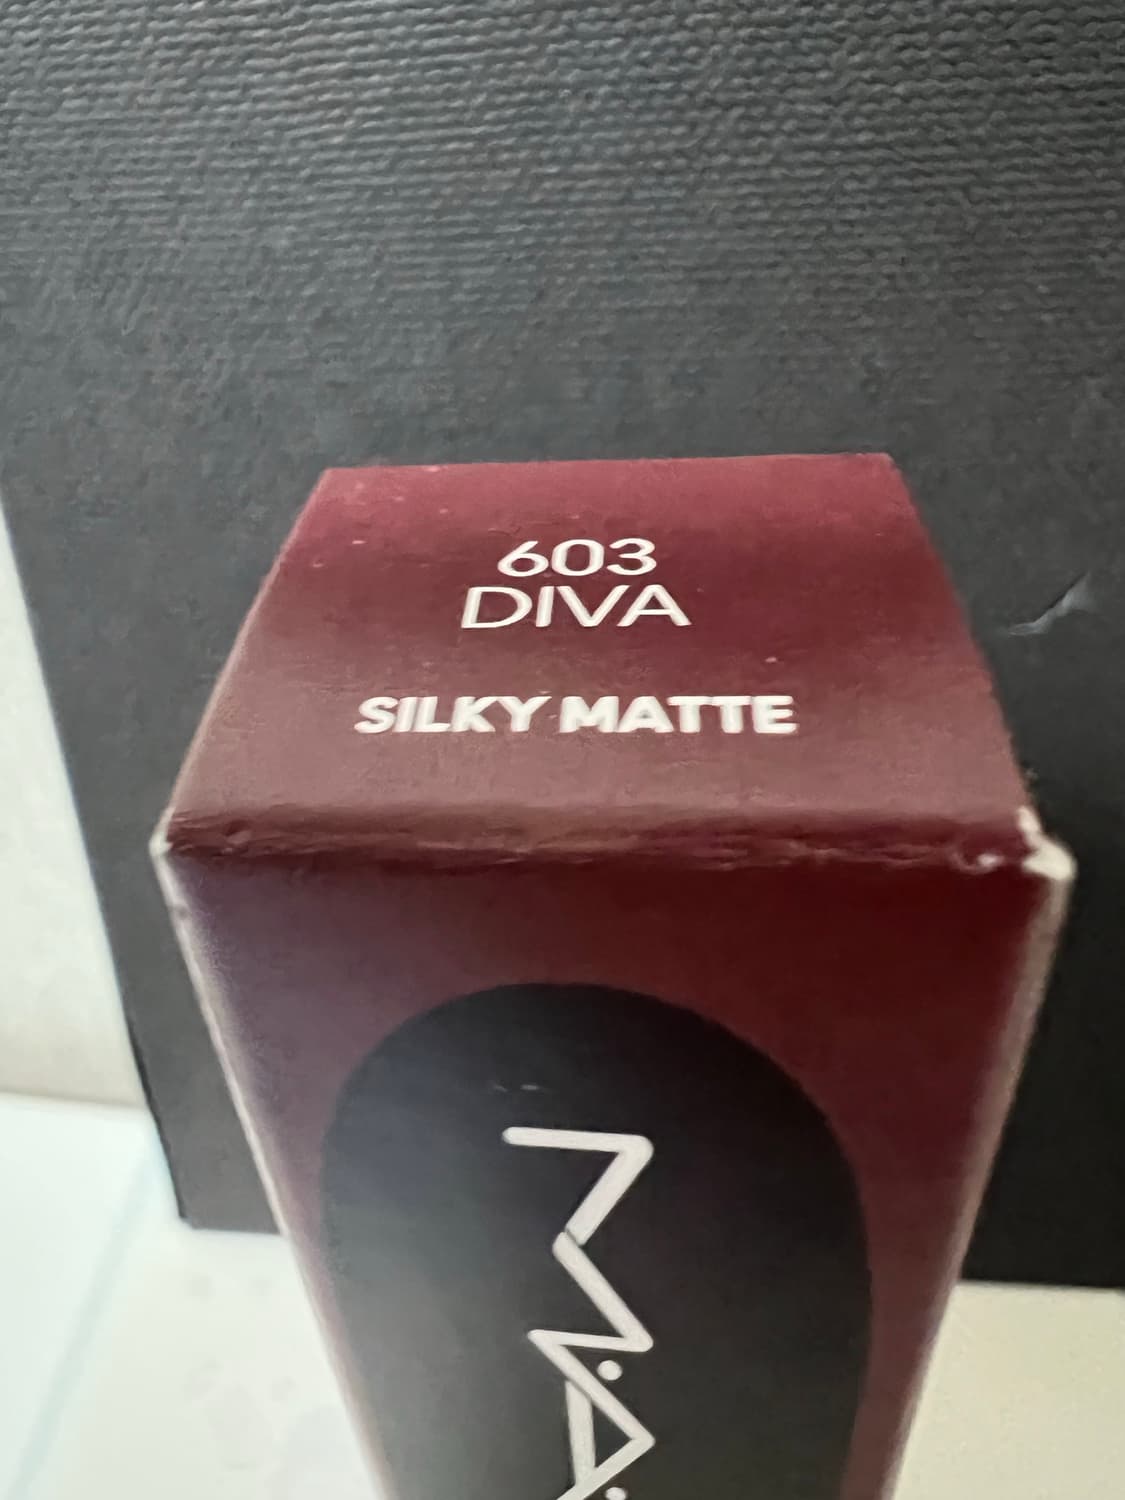 603
DIVA
SILKY MATTE
M·A·